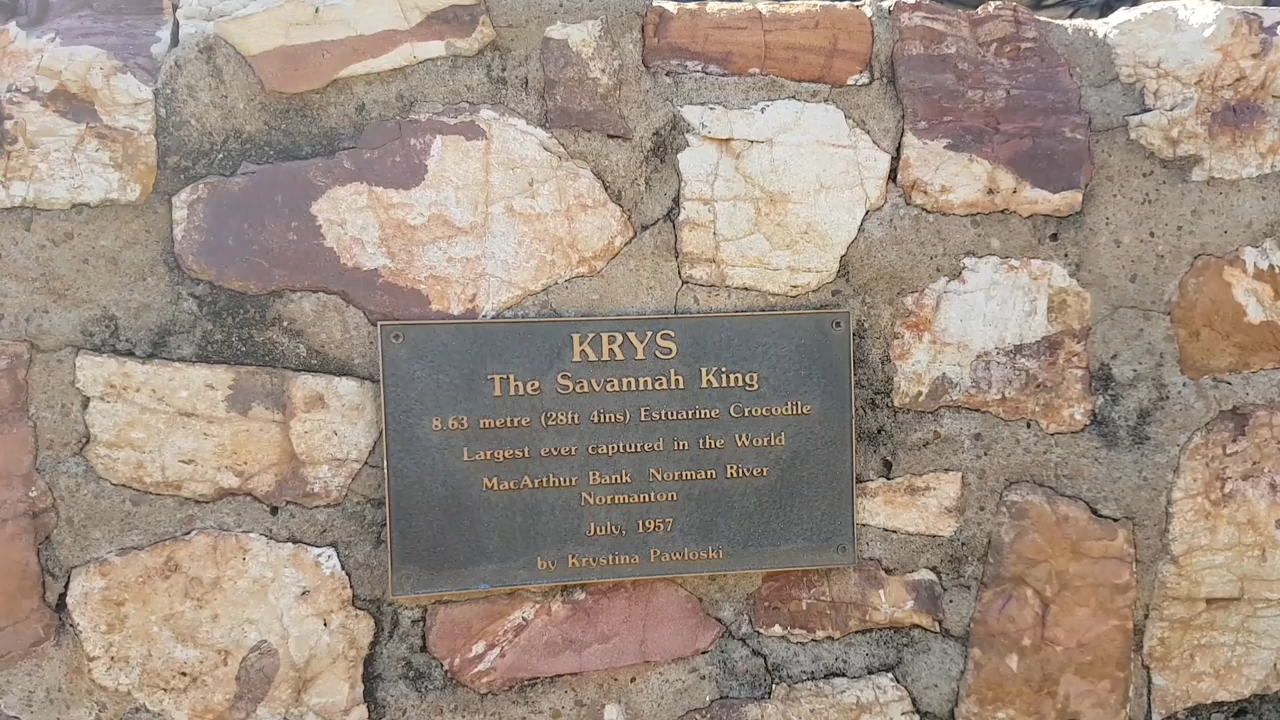 KRYS
The Savannah King
8.63 metre (28ft 4ins) Estuarine Crocodile
Largest ever captured in the World
MacArthur Bank Norman River
Normanton
July, 1957
by Krystina Pawloski